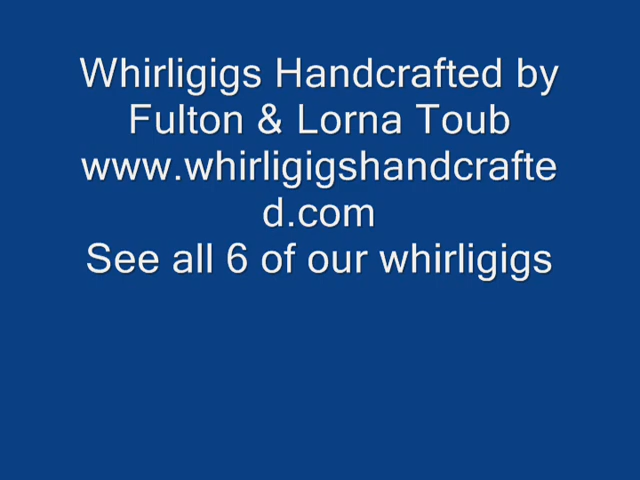 Whirligigs Handcrafted by
Fulton & Lorna Toub
www.whirligigshandcrafte
d.com
See all 6 of our whirligigs